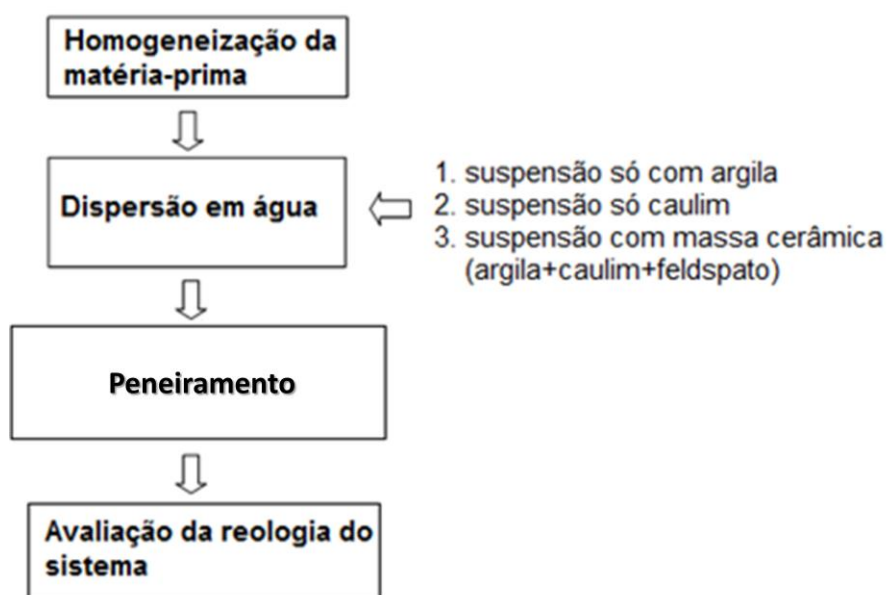 Homogeneização da
matéria-prima
Dispersão em água
1. suspensão só com argila
2. suspensão só caulim
3. suspensão com massa cerâmica
(argila+caulim+feldspato)
Peneiramento
Avaliação da reologia do
sistema